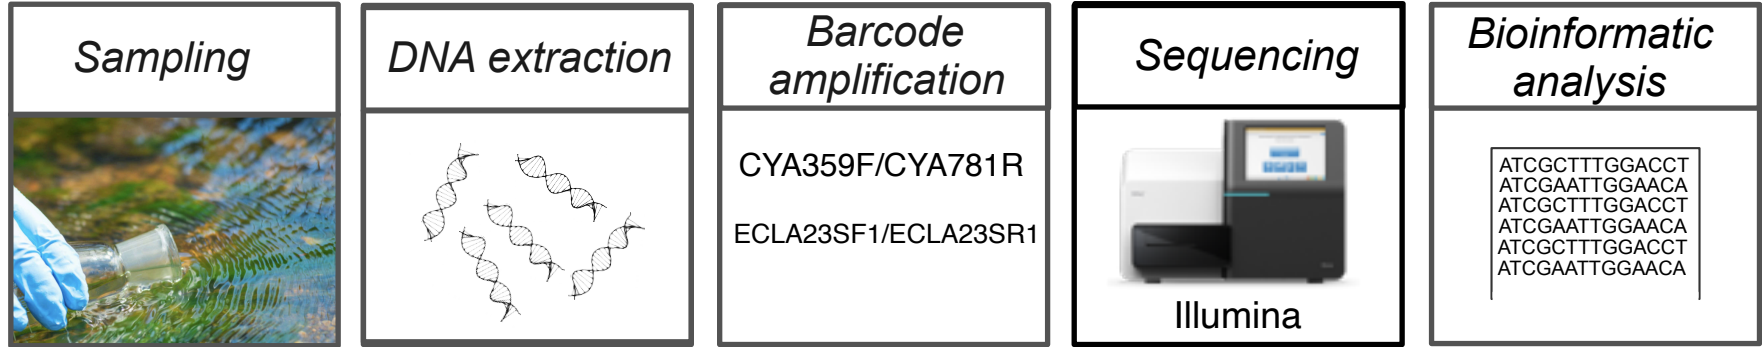 Sampling
DNA extraction
Barcode
amplification
Sequencing
Bioinformatic
analysis
CYA359F/CYA781R
ECLA23SF1/ECLA23SR1
Illumina
ATCGCTTTGGACCT
ATCGAATTGGAACA
ATCGCTTTGGACCT
ATCGAATTGGAACA
ATCGCTTTGGACCT
ATCGAATTGGAACA